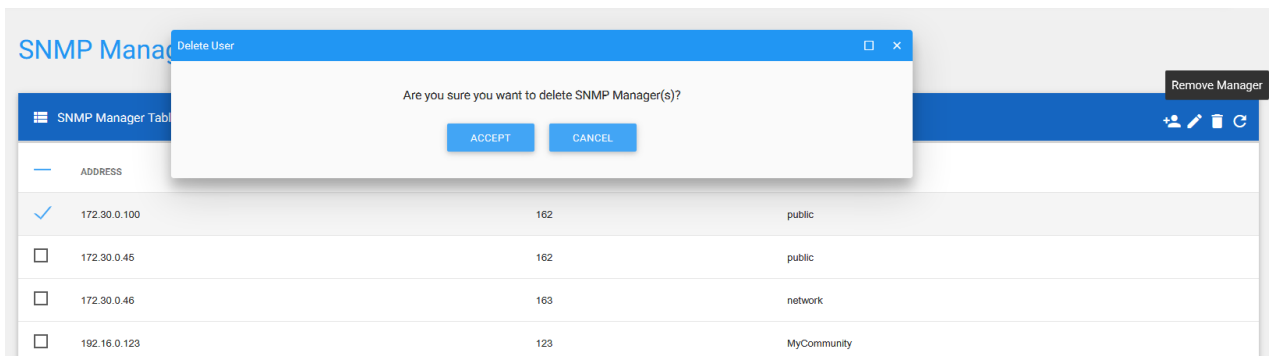 SNMP Manag
Delete User
Are you sure you want to delete SNMP Manager(s)?
ACCEPT CANCEL
Remove Manager
SNMP Manager Tabl
ADDRESS
172.30.0.100 162 public
172.30.0.45 162 public
172.30.0.46 163 network
192.16.0.123 123 MyCommunity